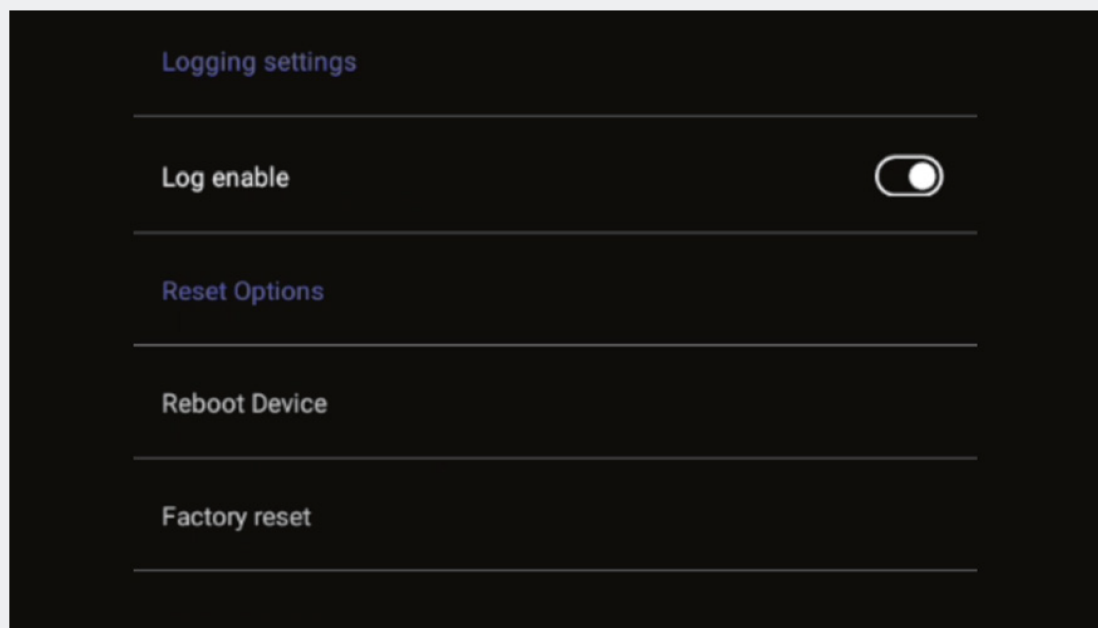 Logging settings
Log enable
Reset Options
Reboot Device
Factory reset